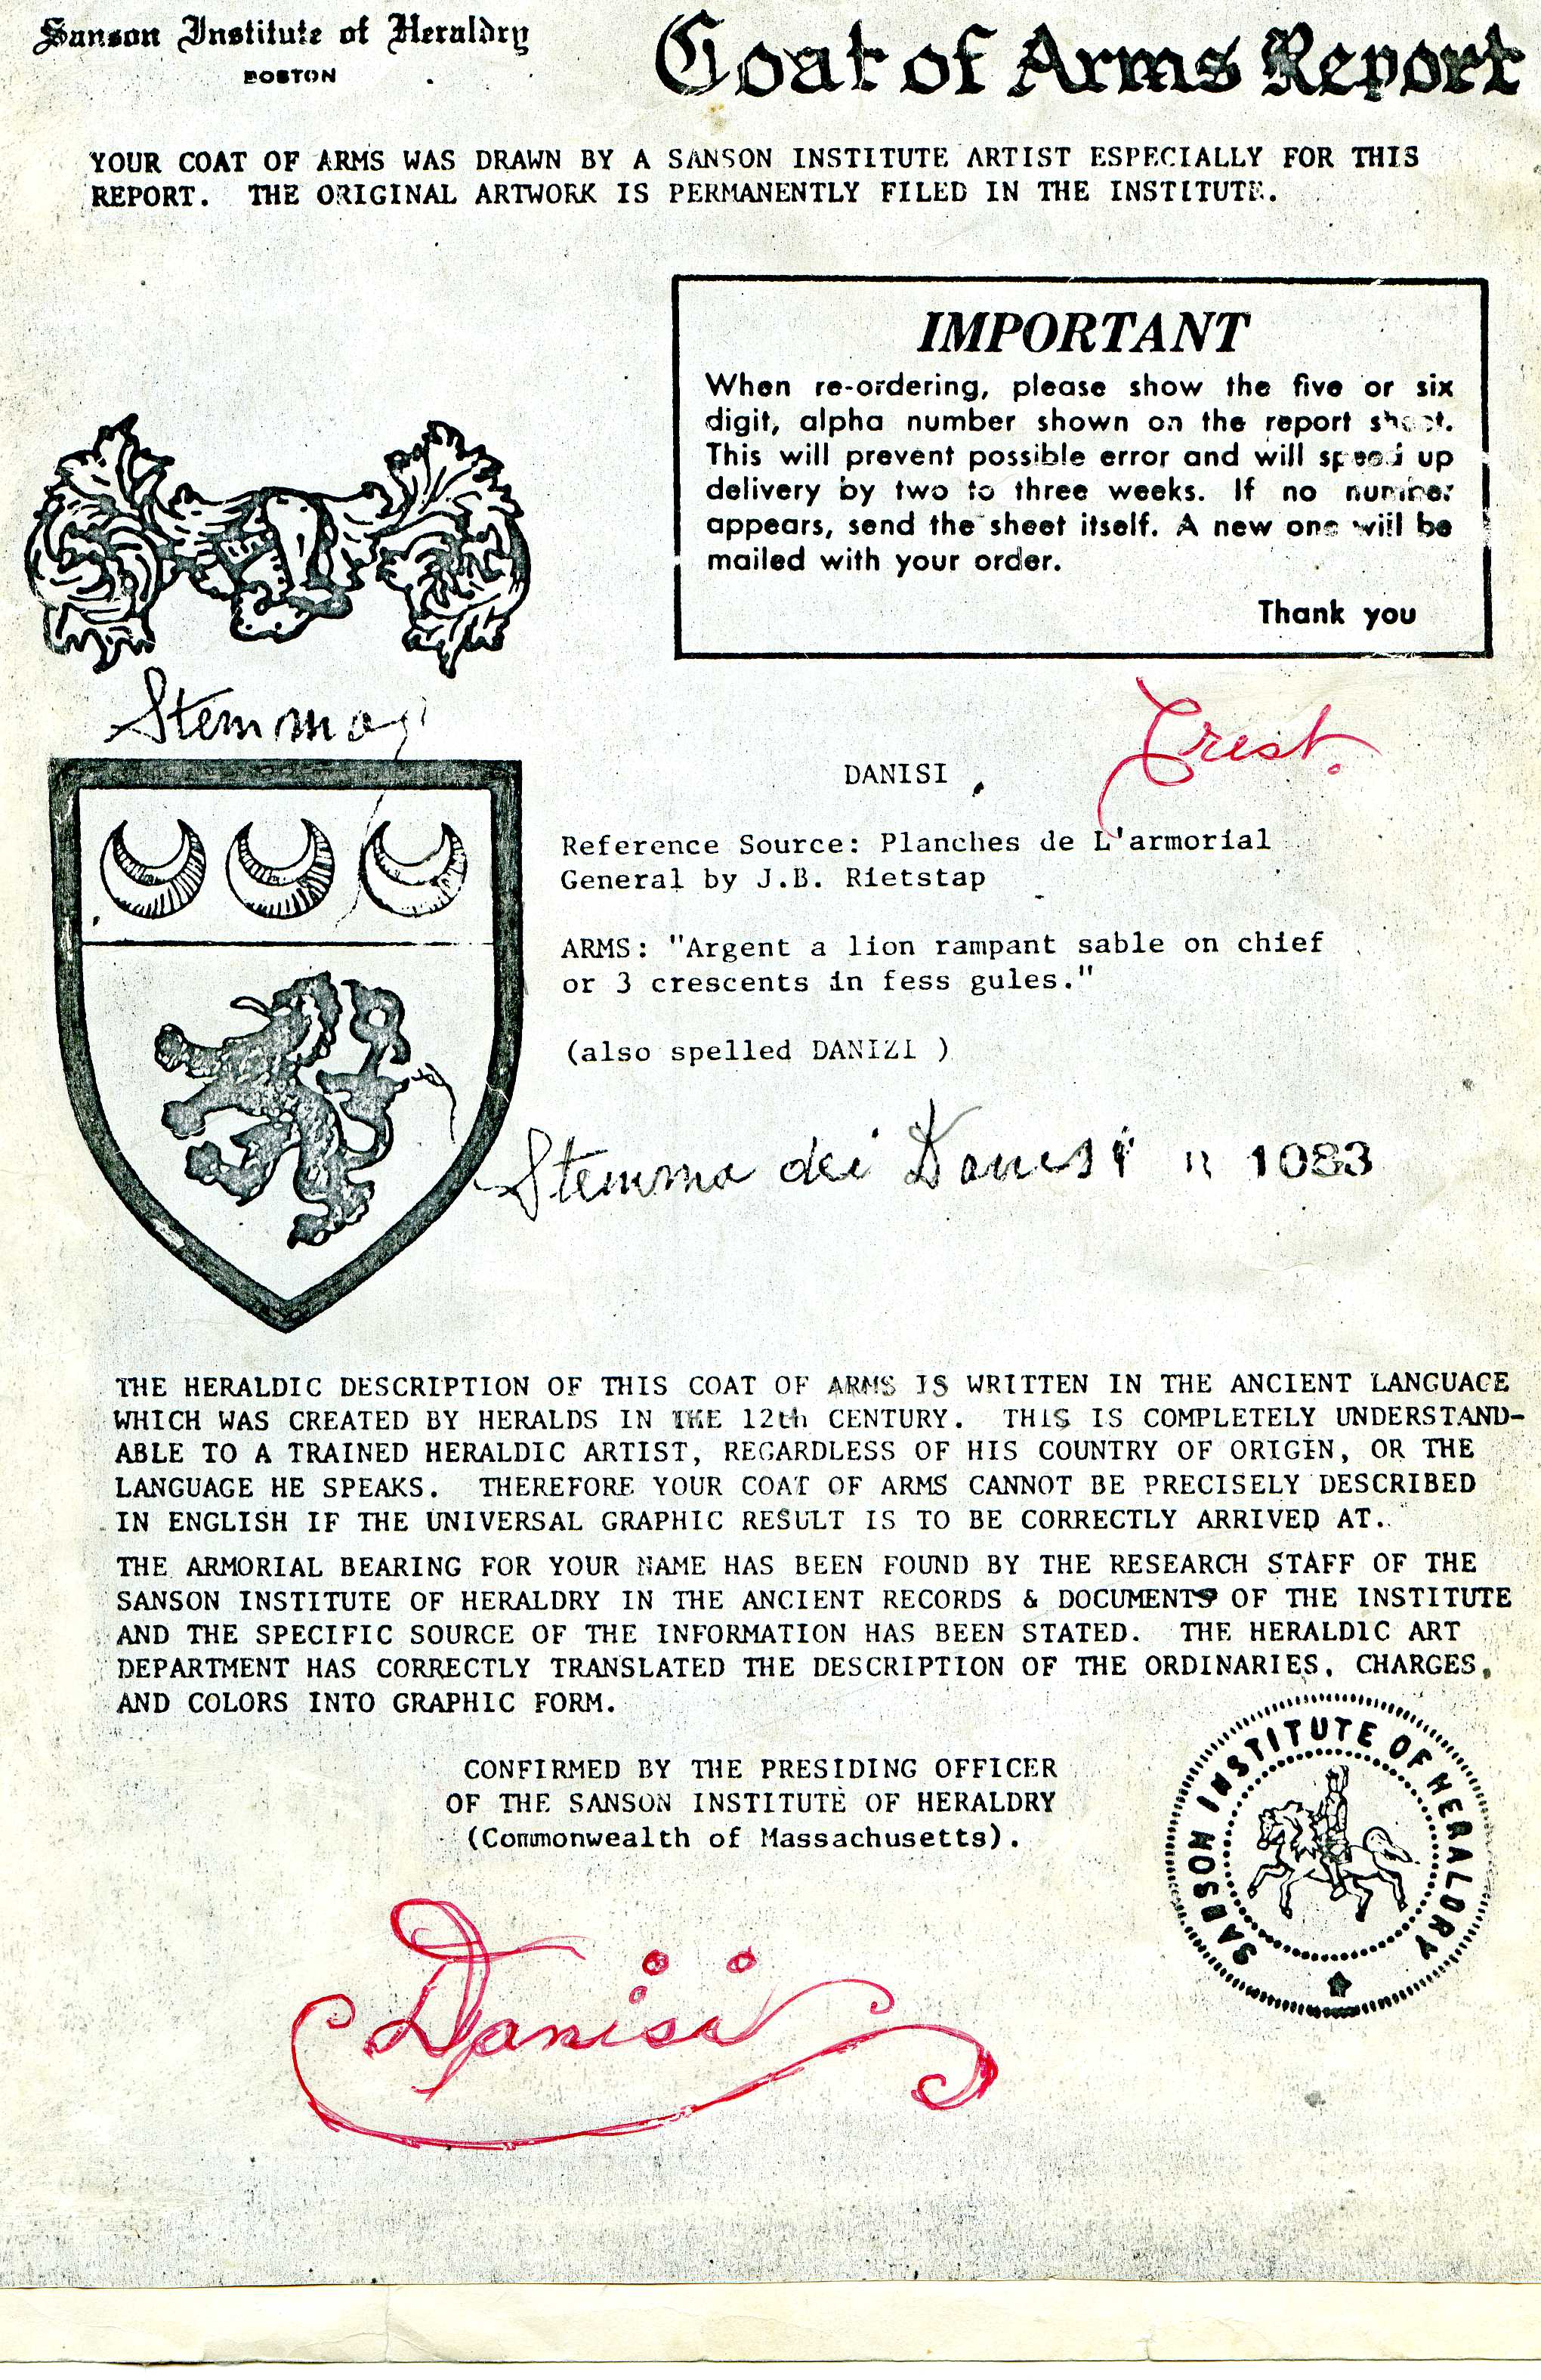 Sanson Institute of Heraldry
BOSTON
Coat of Arms Report
YOUR COAT OF ARMS WAS DRAWN BY A SANSON INSTITUTE ARTIST ESPECIALLY FOR THIS
REPORT. THE ORIGINAL ARTWORK IS PERMANENTLY FILED IN THE INSTITUTE.
IMPORTANT
When re-ordering, please show the five or six
digit, alpha number shown on the report sheet.
This will prevent possible error and will speed up
delivery by two to three weeks. If no number
appears, send the sheet itself. A new one will be
mailed with your order.
Thank you
Stemma
Crest.
DANISI
Reference Source: Planches de L'armorial
General by J.B. Rietstap
ARMS: "Argent a lion rampant sable on chief
or 3 crescents in fess gules."
(also spelled DANIZI )
Stemma dei Danisi 1083
THE HERALDIC DESCRIPTION OF THIS COAT OF ARMS IS WRITTEN IN THE ANCIENT LANGUAGE
WHICH WAS CREATED BY HERALDS IN THE 12th CENTURY. THIS IS COMPLETELY UNDERSTAND-
ABLE TO A TRAINED HERALDIC ARTIST, REGARDLESS OF HIS COUNTRY OF ORIGIN, OR THE
LANGUAGE HE SPEAKS. THEREFORE YOUR COAT OF ARMS CANNOT BE PRECISELY DESCRIBED
IN ENGLISH IF THE UNIVERSAL GRAPHIC RESULT IS TO BE CORRECTLY ARRIVED AT.
THE ARMORIAL BEARING FOR YOUR NAME HAS BEEN FOUND BY THE RESEARCH STAFF OF THE
SANSON INSTITUTE OF HERALDRY IN THE ANCIENT RECORDS & DOCUMENTS OF THE INSTITUTE
AND THE SPECIFIC SOURCE OF THE INFORMATION HAS BEEN STATED. THE HERALDIC ART
DEPARTMENT HAS CORRECTLY TRANSLATED THE DESCRIPTION OF THE ORDINARIES, CHARGES,
AND COLORS INTO GRAPHIC FORM.
CONFIRMED BY THE PRESIDING OFFICER
OF THE SANSON INSTITUTE OF HERALDRY
(Commonwealth of Massachusetts).
SANSON INSTITUTE OF HERALDRY
Danisi